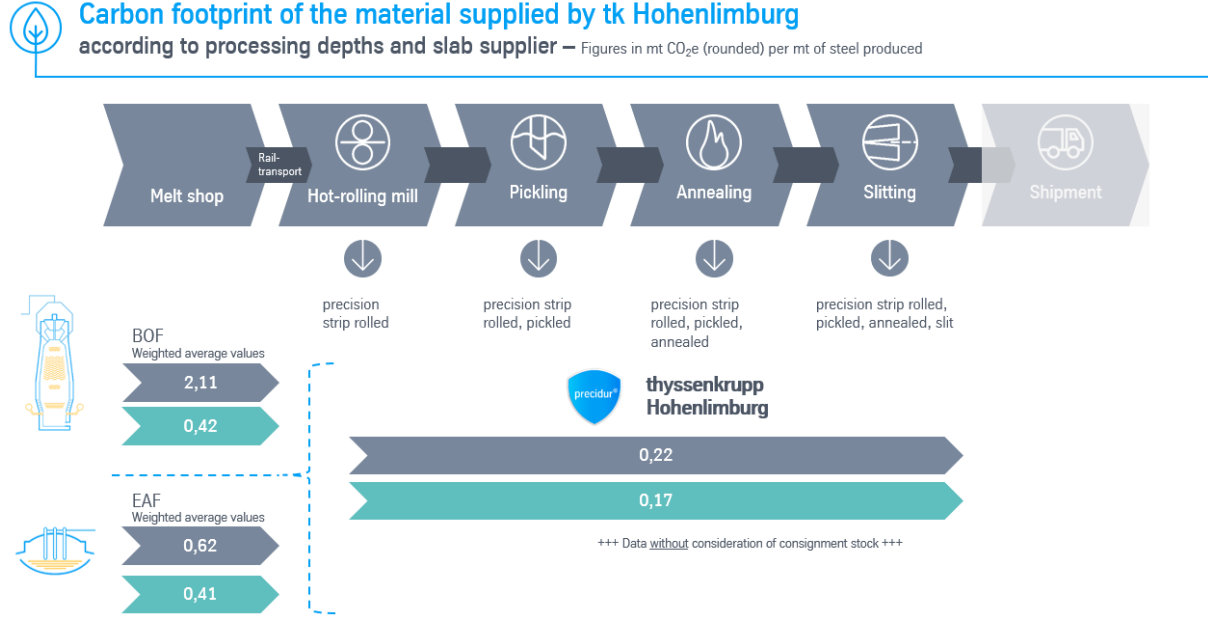 Carbon footprint of the material supplied by tk Hohenlimburg
according to processing depths and slab supplier – Figures in mt CO₂e (rounded) per mt of steel produced
Melt shop
Rail-
transport
Hot-rolling mill
Pickling
Annealing
Slitting
Shipment
precision
strip rolled
precision strip
rolled, pickled
precision strip
rolled, pickled,
annealed
precision strip rolled,
pickled, annealed, slit
BOF
Weighted average values
2,11
0,42
precidur®
thyssenkrupp
Hohenlimburg
0,22
0,17
EAF
Weighted average values
0,62
0,41
+++ Data without consideration of consignment stock +++